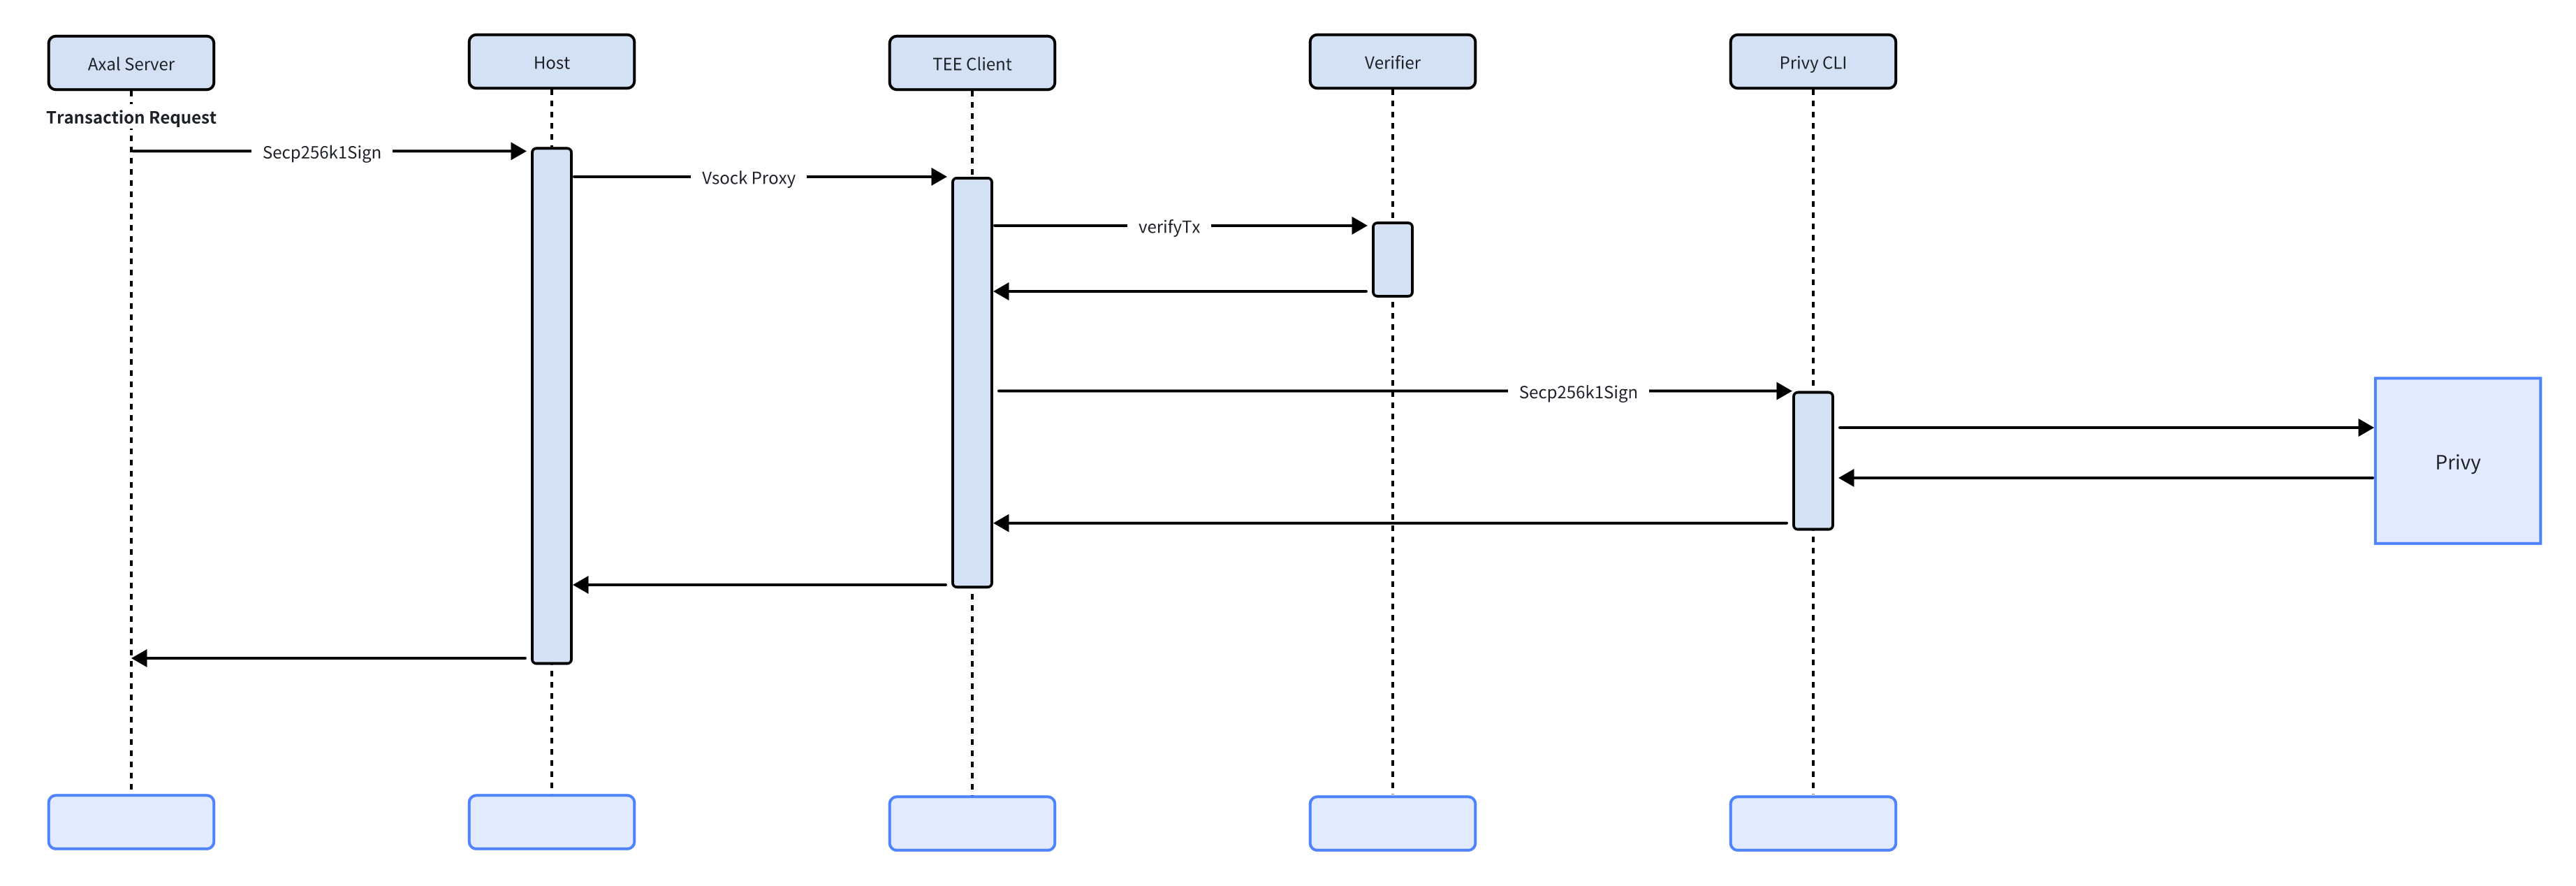 Axal Server
Host
TEE Client
Verifier
Privy CLI
Transaction Request
Secp256k1Sign
Vsock Proxy
verifyTx
Secp256k1Sign
Privy